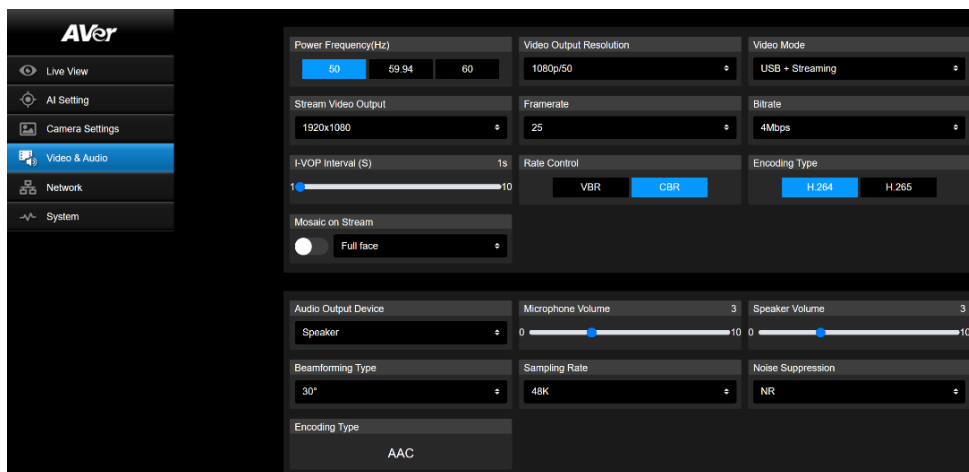 AVer
Live View
AI Setting
Camera Settings
Video & Audio
Network
System
Power Frequency(Hz)
50 59.94 60
Video Output Resolution
1080p/50
Video Mode
USB + Streaming
Stream Video Output
1920x1080
Framerate
25
Bitrate
4Mbps
I-VOP Interval (S) 1s
1 10
Rate Control
VBR CBR
Encoding Type
H.264 H.265
Mosaic on Stream
Full face
Audio Output Device
Speaker
Microphone Volume 3
0 10
Speaker Volume 3
0 10
Beamforming Type
30°
Sampling Rate
48K
Noise Suppression
NR
Encoding Type
AAC